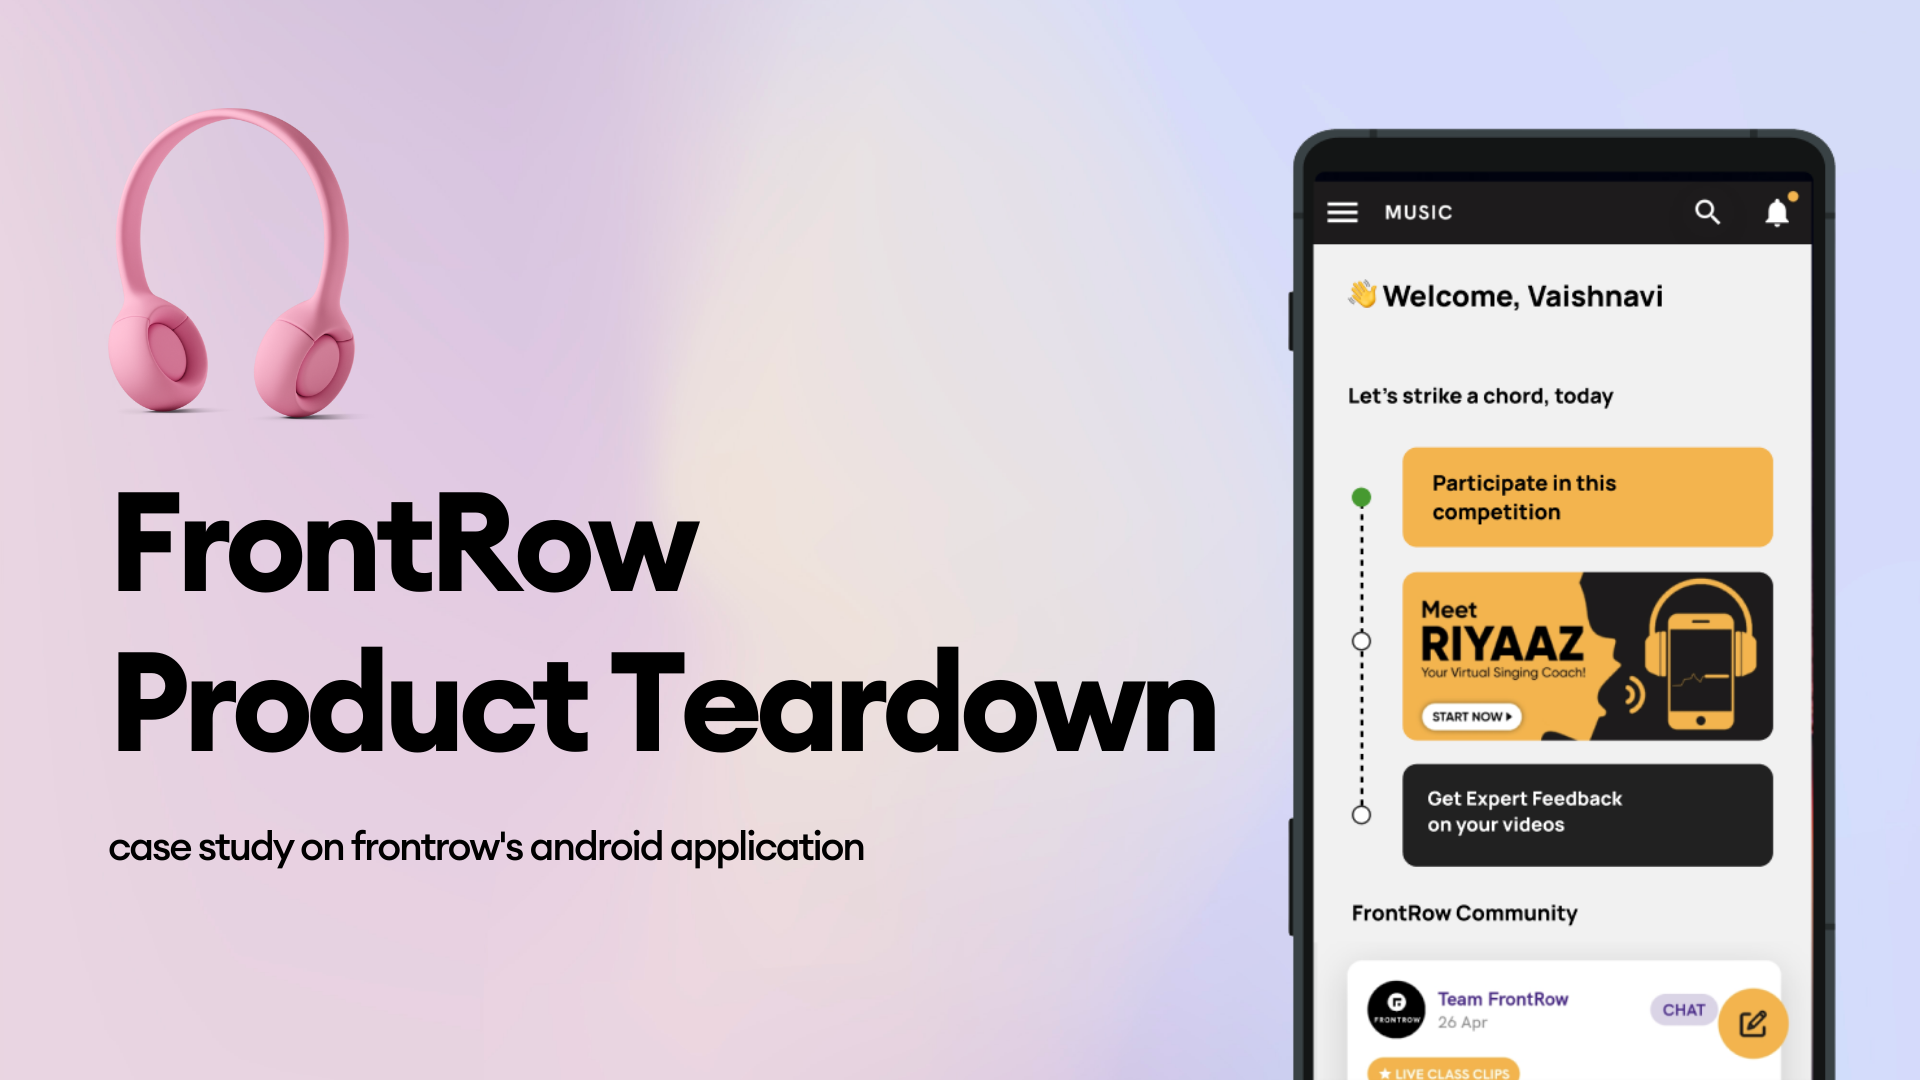 FrontRow
Product Teardown
case study on frontrow's android application
MUSIC
👋 Welcome, Vaishnavi
Let's strike a chord, today
Participate in this
competition
Meet
RIYAAZ
Your Virtual Singing Coach!
START NOW
Get Expert Feedback
on your videos
FrontRow Community
FRONTROW
Team FrontRow
26 Apr
CHAT
★ LIVE CLASS CLIPS